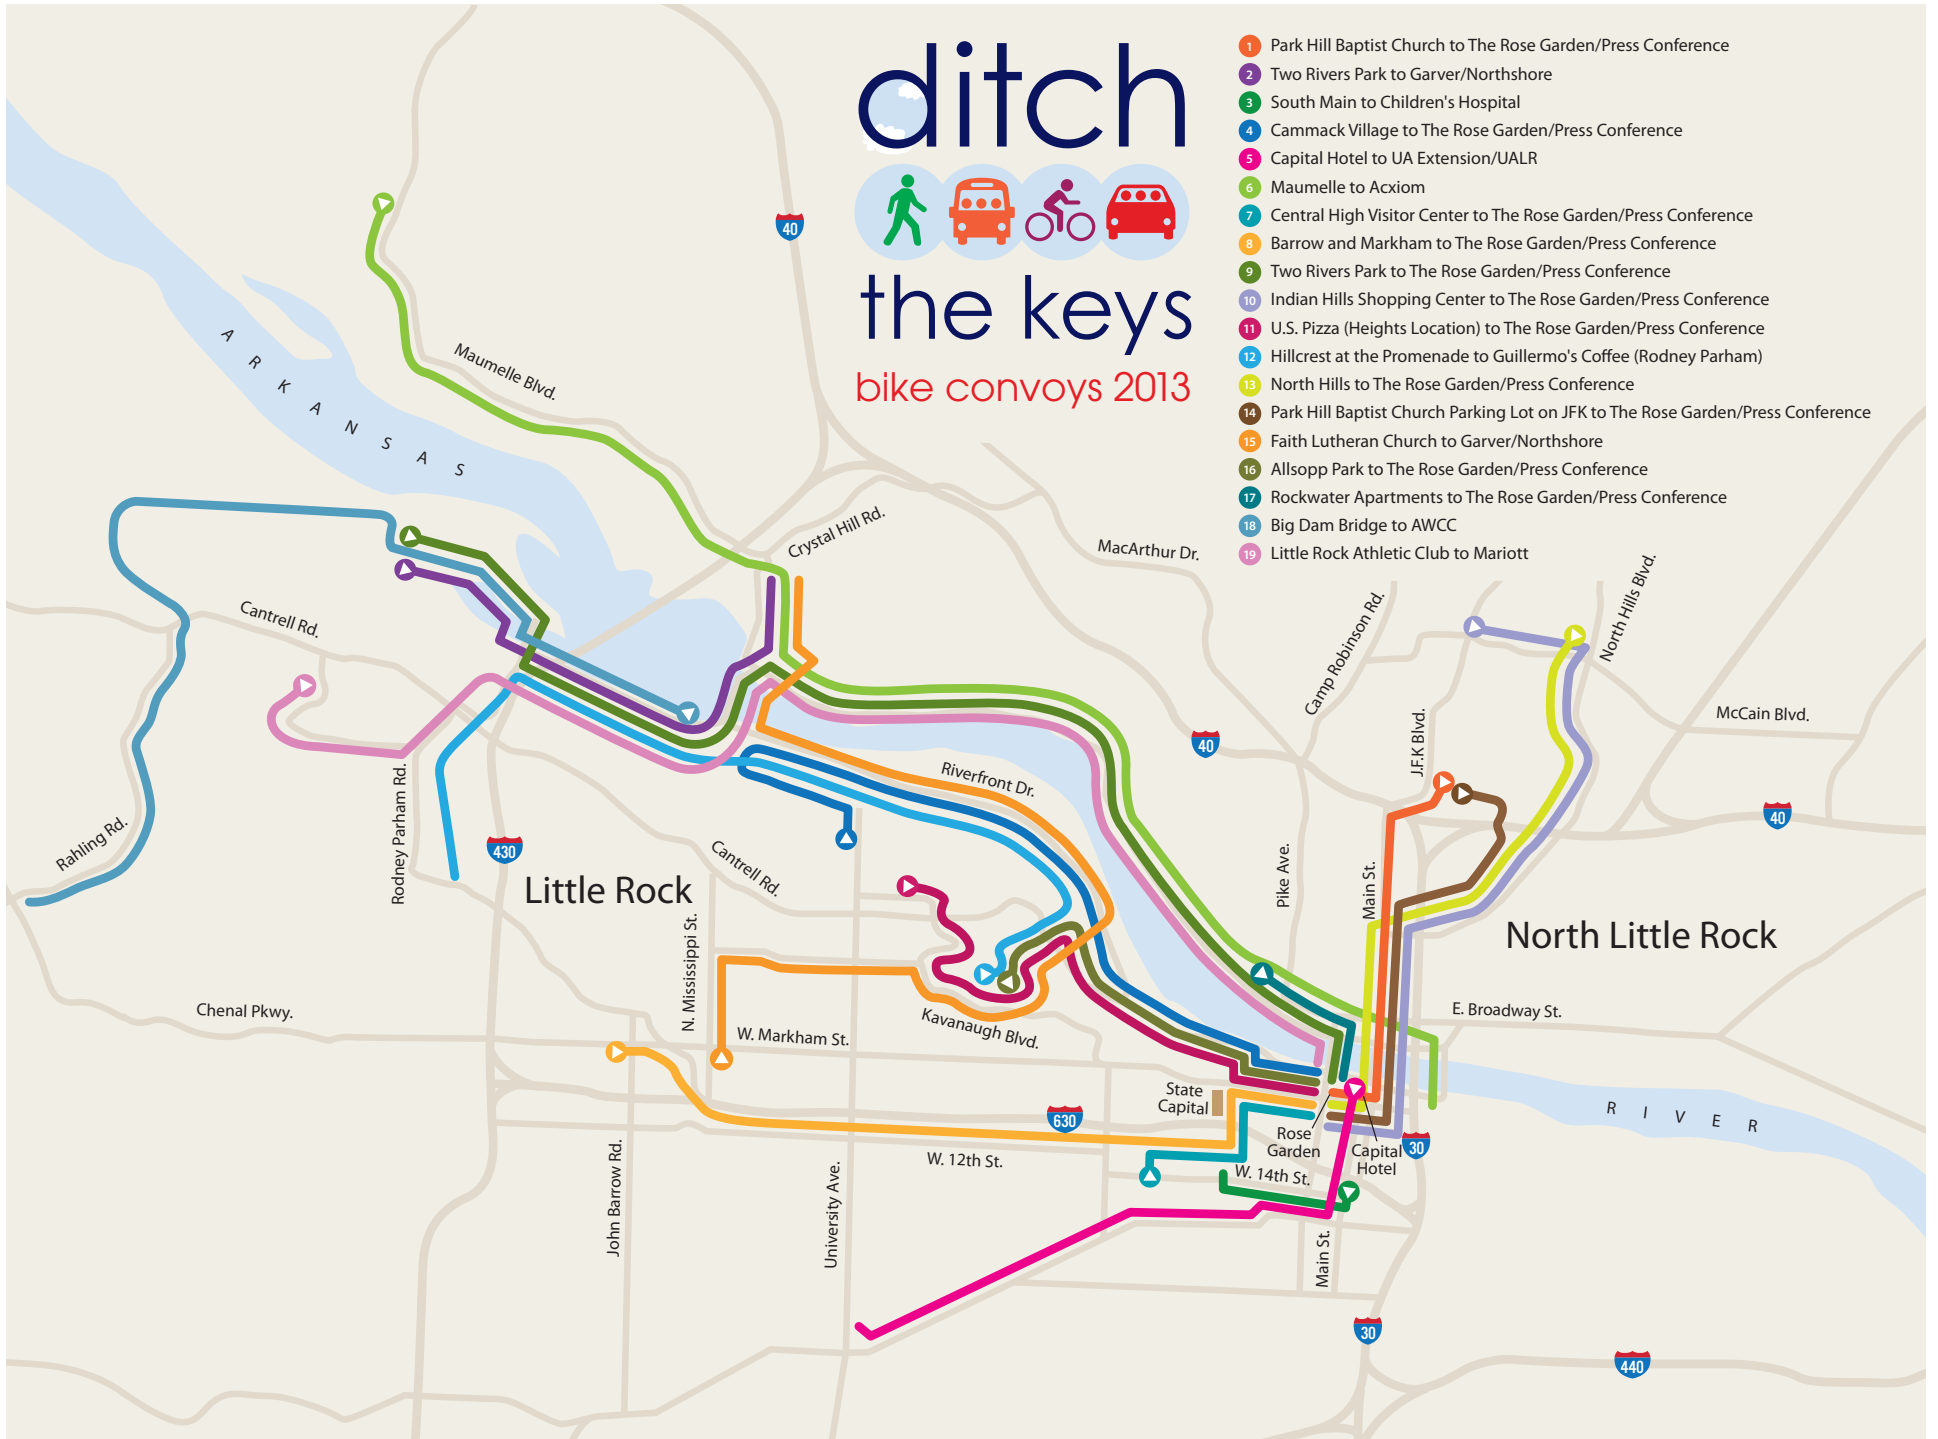 ditch
the keys
bike convoys 2013
1 Park Hill Baptist Church to The Rose Garden/Press Conference
2 Two Rivers Park to Garver/Northshore
3 South Main to Children's Hospital
4 Cammack Village to The Rose Garden/Press Conference
5 Capital Hotel to UA Extension/UALR
6 Maumelle to Acxiom
7 Central High Visitor Center to The Rose Garden/Press Conference
8 Barrow and Markham to The Rose Garden/Press Conference
9 Two Rivers Park to The Rose Garden/Press Conference
10 Indian Hills Shopping Center to The Rose Garden/Press Conference
11 U.S. Pizza (Heights Location) to The Rose Garden/Press Conference
12 Hillcrest at the Promenade to Guillermo's Coffee (Rodney Parham)
13 North Hills to The Rose Garden/Press Conference
14 Park Hill Baptist Church Parking Lot on JFK to The Rose Garden/Press Conference
15 Faith Lutheran Church to Garver/Northshore
16 Allsopp Park to The Rose Garden/Press Conference
17 Rockwater Apartments to The Rose Garden/Press Conference
18 Big Dam Bridge to AWCC
19 Little Rock Athletic Club to Mariott
40
ARKANSAS
Maumelle Blvd.
Crystal Hill Rd.
MacArthur Dr.
Camp Robinson Rd.
North Hills Blvd.
Cantrell Rd.
McCain Blvd.
J.F.K Blvd.
40
Riverfront Dr.
40
Rodney Parham Rd.
Rahling Rd.
430
Cantrell Rd.
Little Rock
Pike Ave.
Main St.
North Little Rock
N. Mississippi St.
Chenal Pkwy.
W. Markham St.
Kavanaugh Blvd.
E. Broadway St.
State
Capital
630
RIVER
Rose
Garden
Capital
Hotel
30
W. 12th St.
W. 14th St.
John Barrow Rd.
University Ave.
Main St.
30
440